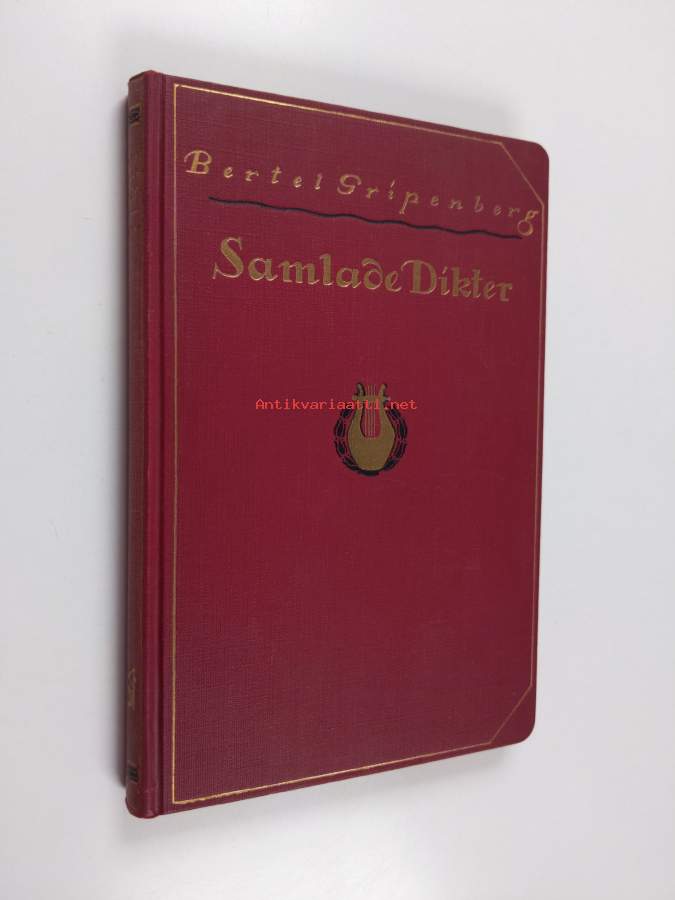 Bertel Gripenberg
Samlade Dikter
Antikvariaatti.net